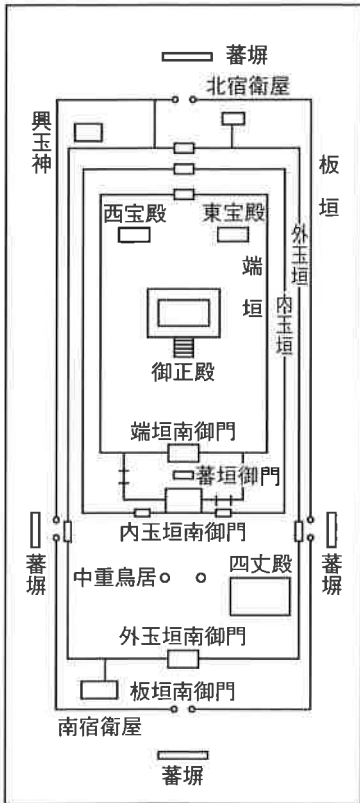 蕃塀
北宿衛屋
興玉神
板垣
外玉垣
内玉垣
西宝殿
東宝殿
端垣
御正殿
端垣南御門
蕃垣御門
内玉垣南御門
蕃塀
中重鳥居
四丈殿
蕃塀
外玉垣南御門
板垣南御門
南宿衛屋
蕃塀